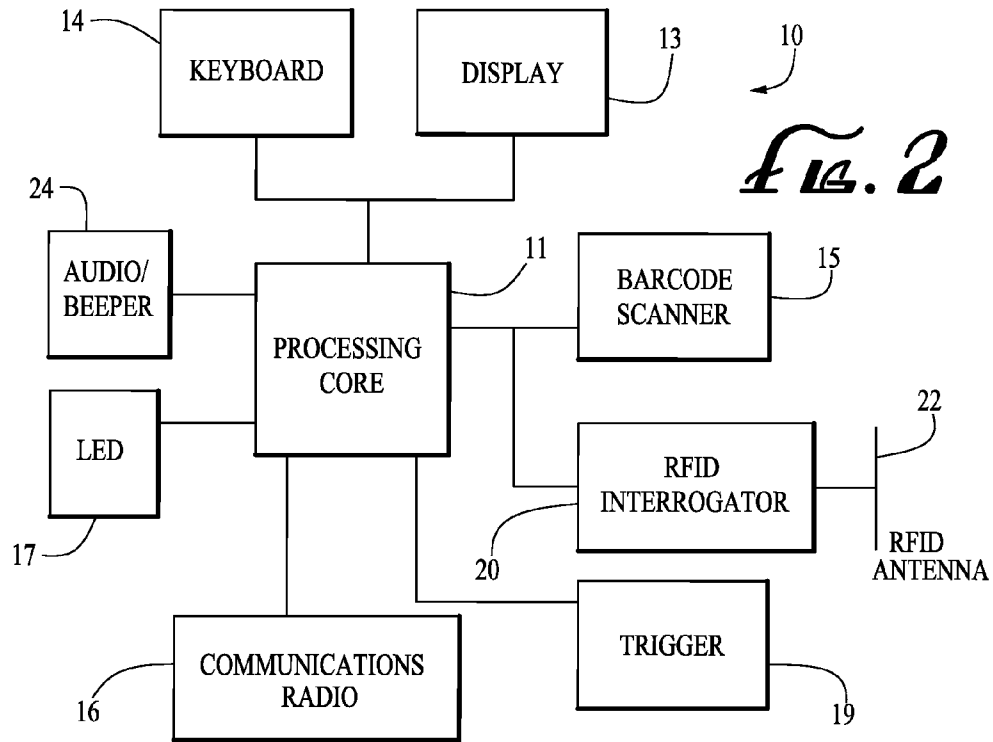 14
KEYBOARD
DISPLAY
13
10
FIG. 2
24
AUDIO/
BEEPER
11
PROCESSING
CORE
BARCODE
SCANNER
15
LED
17
RFID
INTERROGATOR
20
22
RFID
ANTENNA
COMMUNICATIONS
RADIO
16
TRIGGER
19